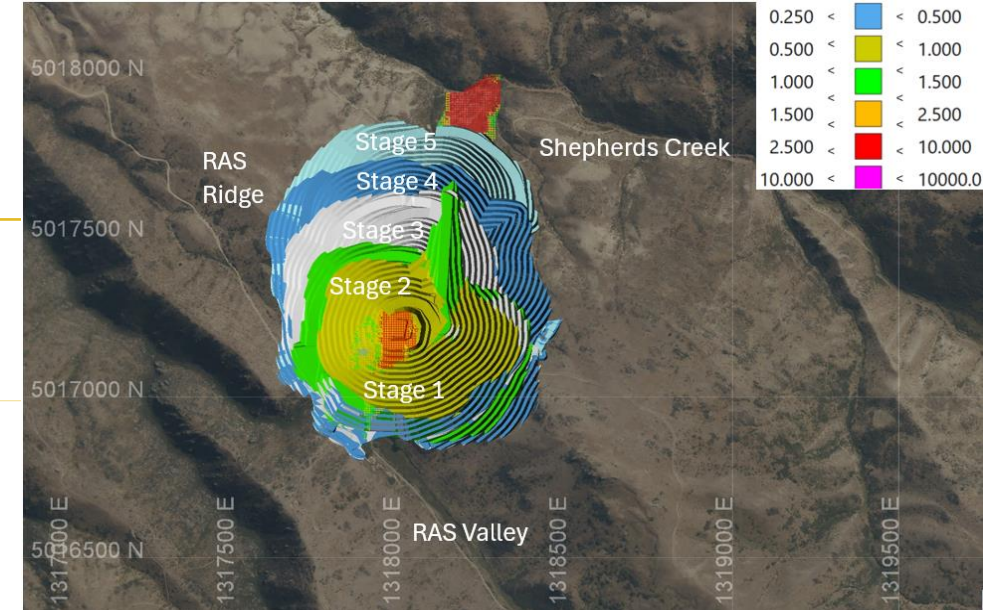 0.250 < < 0.500
0.500 < < 1.000
1.000 < < 1.500
1.500 < < 2.500
2.500 < < 10.000
10.000 < < 10000.0
5018000 N
Stage 5
Shepherds Creek
RAS
Ridge
Stage 4
5017500 N
Stage 3
Stage 2
5017000 N
Stage 1
RAS Valley
5016500 N
1317000 E
1317500 E
1318000 E
1318500 E
1319000 E
1319500 E